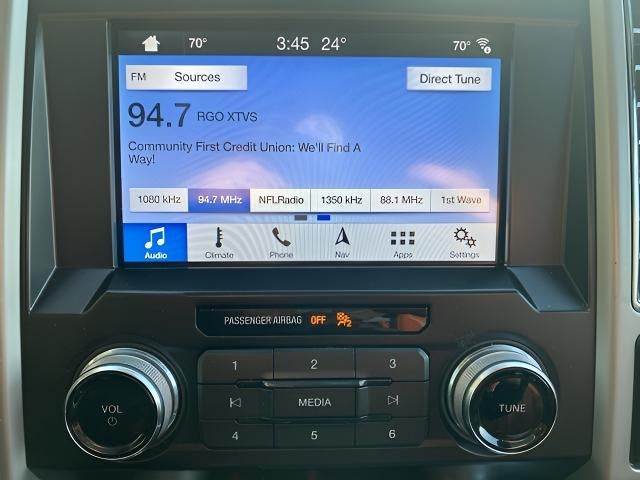 70° 3:45 24° 70°
FM Sources Direct Tune
94.7 RGO XTVS
Community First Credit Union: We'll Find A
Way!
1080 kHz 94.7 MHz NFLRadio 1350 kHz 88.1 MHz 1st Wave
Audio Climate Phone Nav Apps Settings
PASSENGER AIRBAG OFF 2
1 2 3
VOL MEDIA TUNE
4 5 6